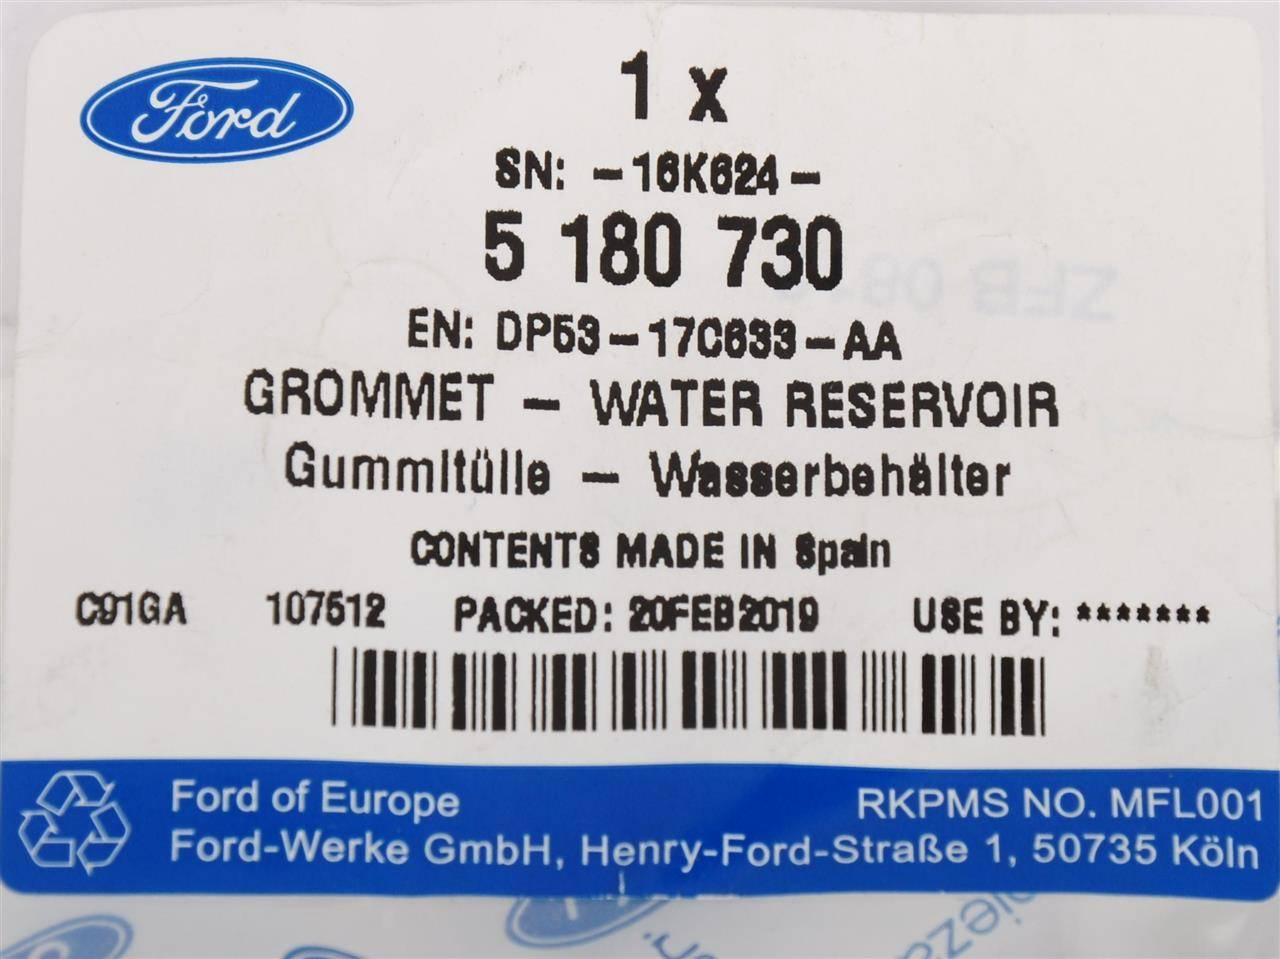 Ford
1 x
SN: -16K624-
5 180 730
EN: DP53-17C633-AA
GROMMET - WATER RESERVOIR
Gummitülle - Wasserbehälter
CONTENTS MADE IN Spain
C91GA 107512 PACKED: 20FEB2019 USE BY: *******
Ford of Europe RKPMS NO. MFL001
Ford-Werke GmbH, Henry-Ford-Straße 1, 50735 Köln